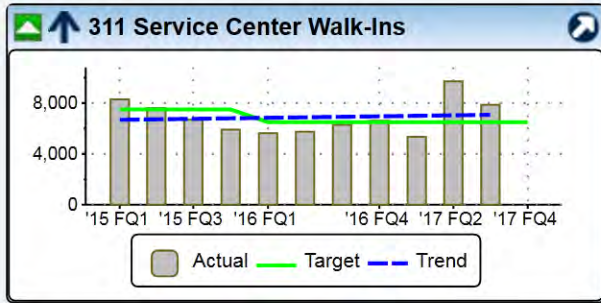 311 Service Center Walk-Ins
8,000
4,000
0
'15 FQ1 '15 FQ3 '16 FQ1 '16 FQ4 '17 FQ2 '17 FQ4
Actual Target Trend